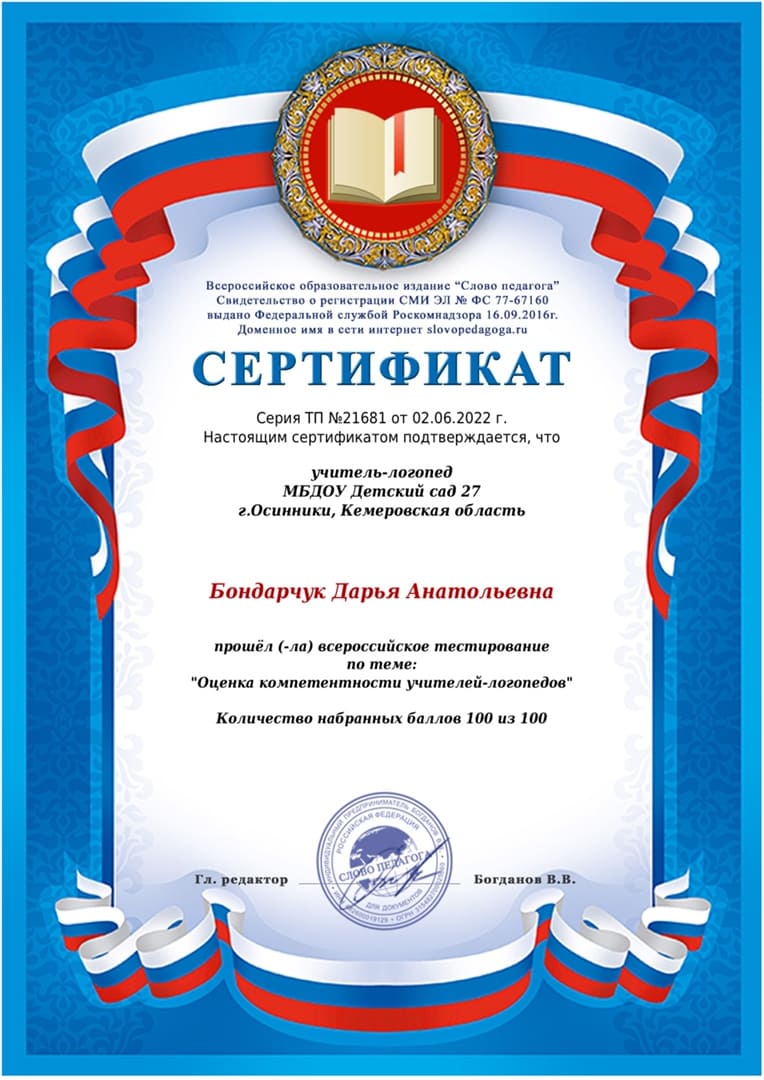 Всероссийское образовательное издание “Слово педагога”
Свидетельство о регистрации СМИ ЭЛ № ФС 77-67160
выдано Федеральной службой Роскомнадзора 16.09.2016г.
Доменное имя в сети интернет slovopedagoga.ru
СЕРТИФИКАТ
Серия ТП №21681 от 02.06.2022 г.
Настоящим сертификатом подтверждается, что
учитель-логопед
МБДОУ Детский сад 27
г.Осинники, Кемеровская область
Бондарчук Дарья Анатольевна
прошёл (-ла) всероссийское тестирование
по теме:
"Оценка компетентности учителей-логопедов"
Количество набранных баллов 100 из 100
ИНДИВИДУАЛЬНЫЙ ПРЕДПРИНИМАТЕЛЬ БОГДАНОВ
РОССИЙСКАЯ ФЕДЕРАЦИЯ
СЛОВО ПЕДАГОГА
ДЛЯ ДОКУМЕНТОВ
Гл. редактор
Богданов В.В.